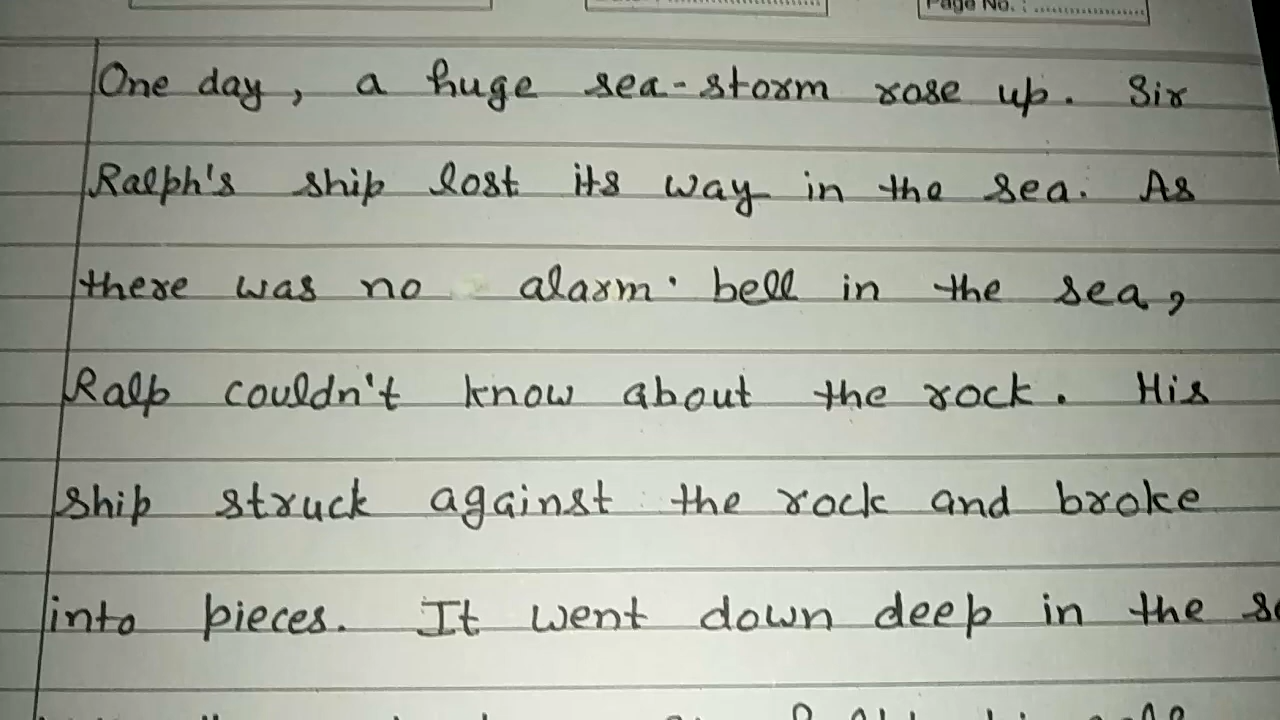 Page No. :
One day, a huge sea-storm rose up. Sir
Ralph's ship lost its way in the sea. As
there was no alarm bell in the sea,
Ralp couldn't know about the rock. His
ship struck against the rock and broke
into pieces. It went down deep in the